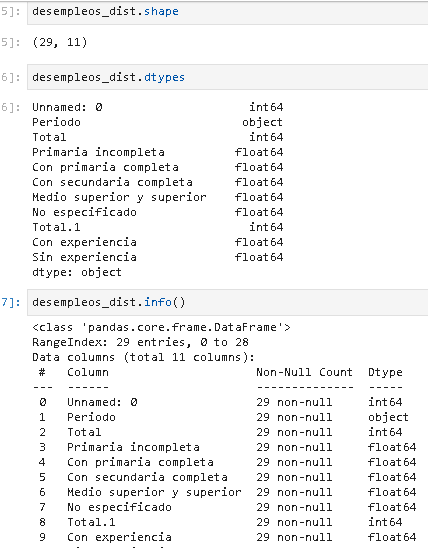 5]: desempleos_dist.shape
5]: (29, 11)
6]: desempleos_dist.dtypes
6]: Unnamed: 0 int64
Periodo object
Total int64
Primaria incompleta float64
Con primaria completa float64
Con secundaria completa float64
Medio superior y superior float64
No especificado float64
Total.1 int64
Con experiencia float64
Sin experiencia float64
dtype: object
7]: desempleos_dist.info()
<class 'pandas.core.frame.DataFrame'>
RangeIndex: 29 entries, 0 to 28
Data columns (total 11 columns):
# Column Non-Null Count Dtype
--- ------ -------------- -----
0 Unnamed: 0 29 non-null int64
1 Periodo 29 non-null object
2 Total 29 non-null int64
3 Primaria incompleta 29 non-null float64
4 Con primaria completa 29 non-null float64
5 Con secundaria completa 29 non-null float64
6 Medio superior y superior 29 non-null float64
7 No especificado 29 non-null float64
8 Total.1 29 non-null int64
9 Con experiencia 29 non-null float64